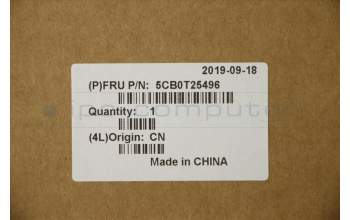 2019-09-18
(P)FRU P/N: 5CB0T25496
Quantity: 1
(4L)Origin: CN
Made in CHINA